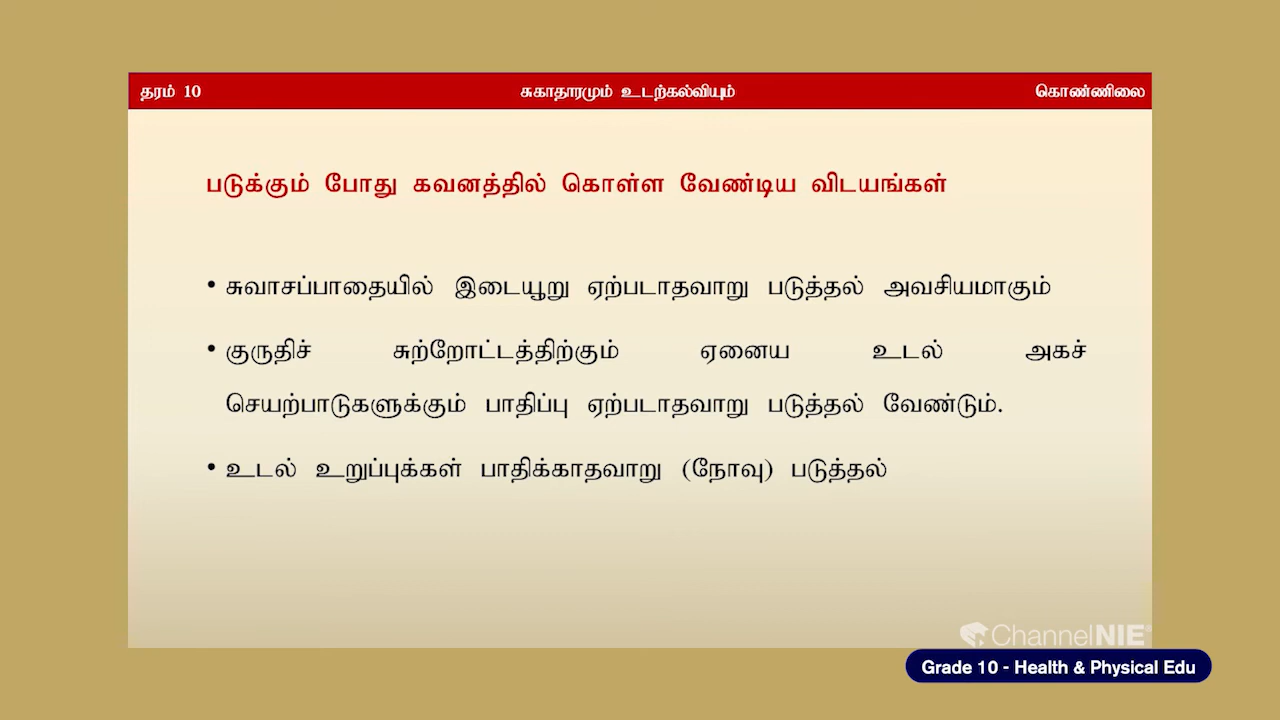 தரம் 10 சுகாதாரமும் உடற்கல்வியும் கொண்ணிலை
படுக்கும் போது கவனத்தில் கொள்ள வேண்டிய விடயங்கள்
• சுவாசப்பாதையில் இடையூறு ஏற்படாதவாறு படுத்தல் அவசியமாகும்
• குருதிச் சுற்றோட்டத்திற்கும் ஏனைய உடல் அகச்
செயற்பாடுகளுக்கும் பாதிப்பு ஏற்படாதவாறு படுத்தல் வேண்டும்.
• உடல் உறுப்புக்கள் பாதிக்காதவாறு (நோவு) படுத்தல்
ChannelNIE
Grade 10 - Health & Physical Edu